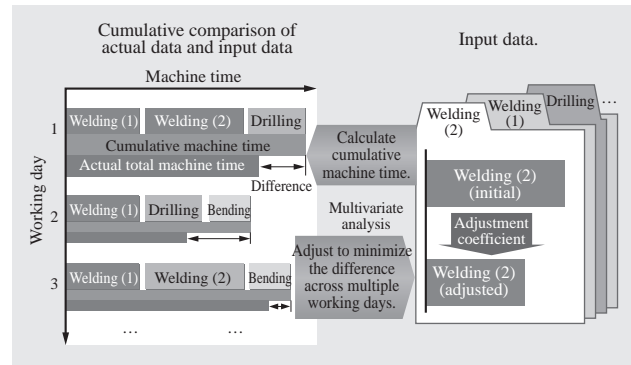 Cumulative comparison of
actual data and input data
Input data.
Machine time
Working day
1
Welding (1)
Welding (2)
Drilling
Cumulative machine time
Actual total machine time
Difference
2
Welding (1)
Drilling
Bending
3
Welding (1)
Welding (2)
Bending
…
…
Calculate
cumulative
machine time.
Multivariate
analysis
Adjust to minimize
the difference
across multiple
working days.
Welding
(2)
Welding
(1)
Drilling
…
Welding (2)
(initial)
Adjustment
coefficient
Welding (2)
(adjusted)